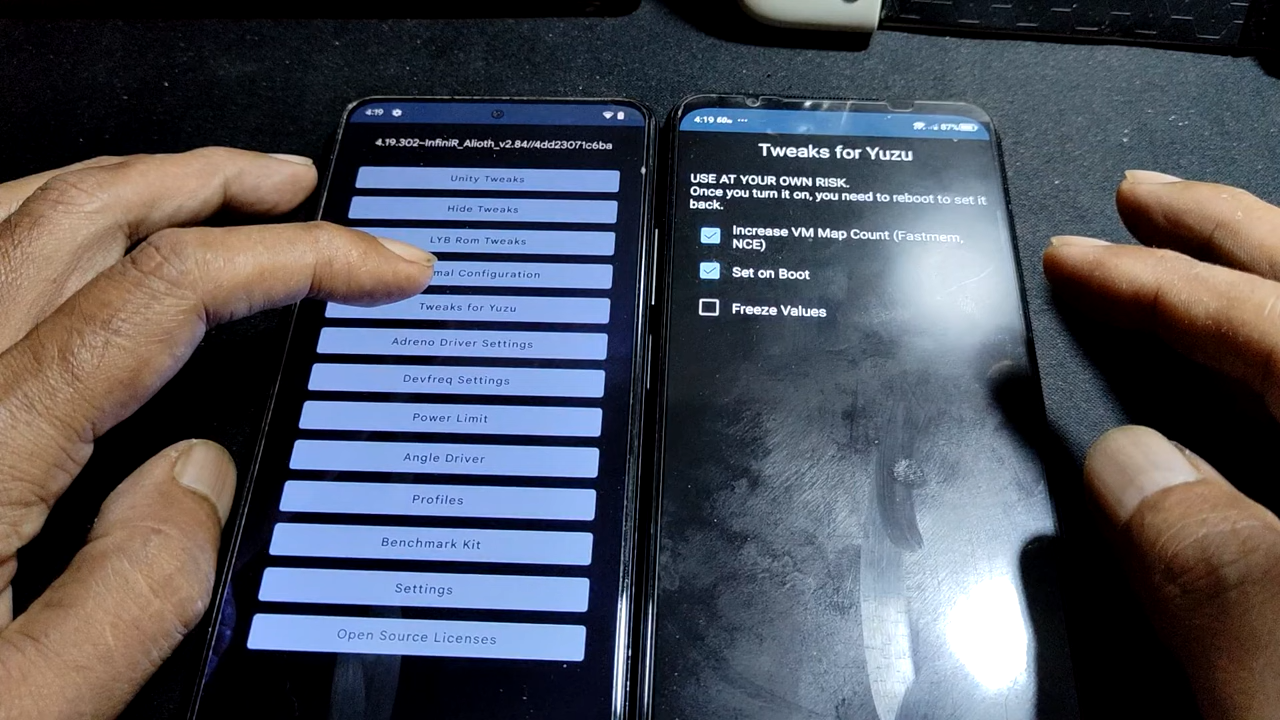 4:19
4.19.302-InfiniR_Alioth_v2.84//4dd23071c6ba
Unity Tweaks
Hide Tweaks
LYB Rom Tweaks
mal Configuration
Tweaks for Yuzu
Adreno Driver Settings
Devfreq Settings
Power Limit
Angle Driver
Profiles
Benchmark Kit
Settings
Open Source Licenses
4:19
67%
Tweaks for Yuzu
USE AT YOUR OWN RISK.
Once you turn it on, you need to reboot to set it
back.
Increase VM Map Count (Fastmem,
NCE)
Set on Boot
Freeze Values